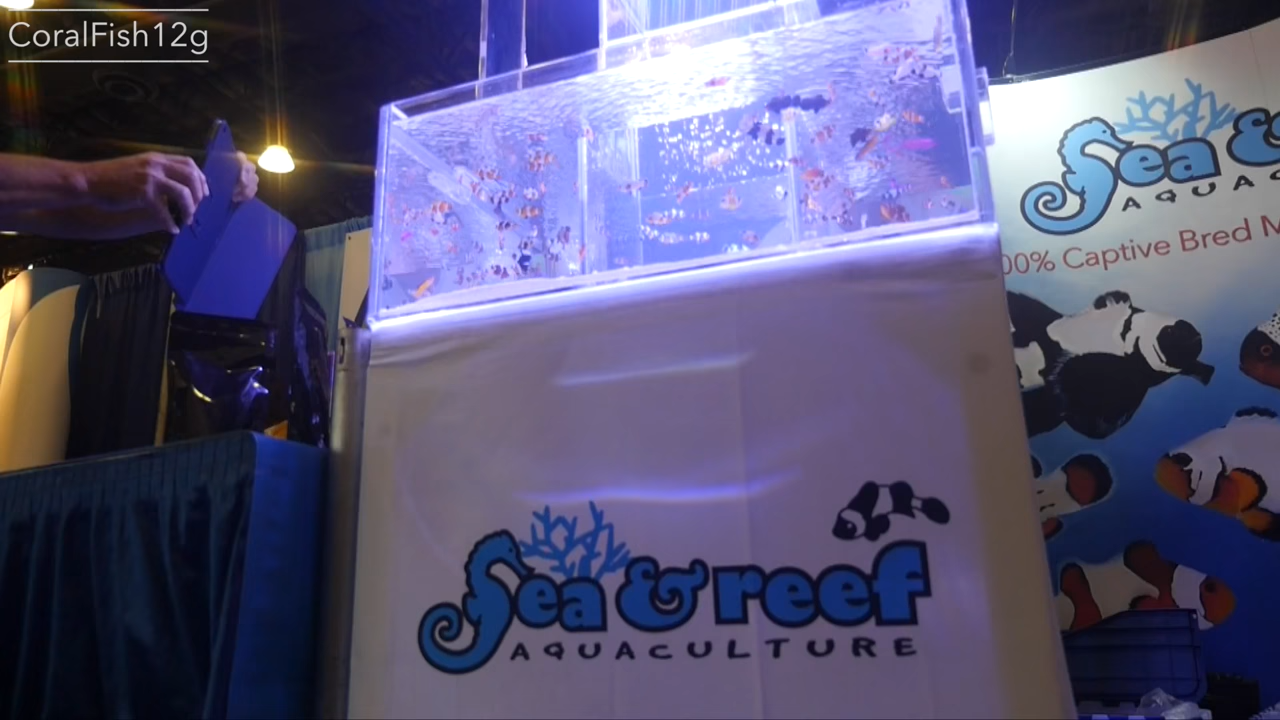 CoralFish12g
Sea &
AQUAC
00% Captive Bred M
Sea & reef
AQUACULTURE